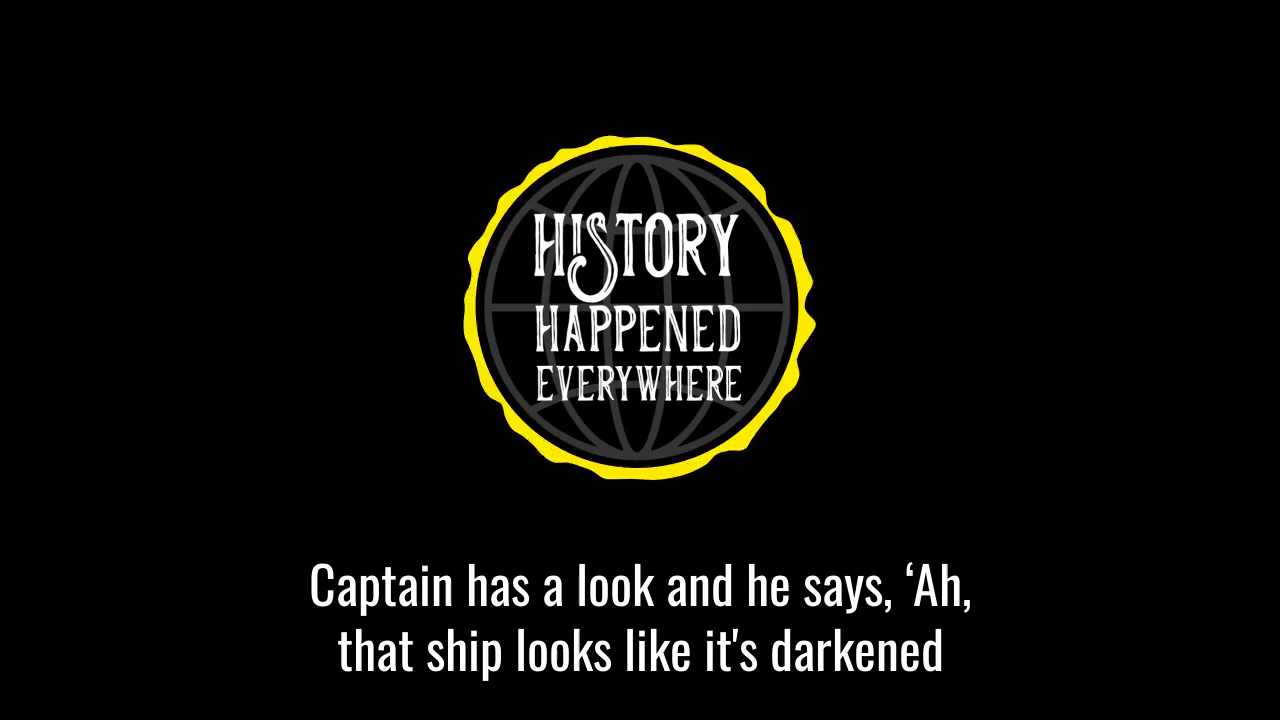 HISTORY
HAPPENED
EVERYWHERE
Captain has a look and he says, ‘Ah,
that ship looks like it's darkened